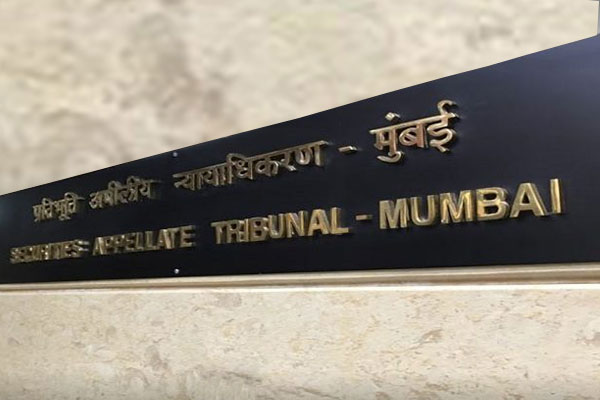 प्रतिभूति अपीलीय न्यायाधिकरण - मुंबई
SECURITIES APPELLATE TRIBUNAL - MUMBAI